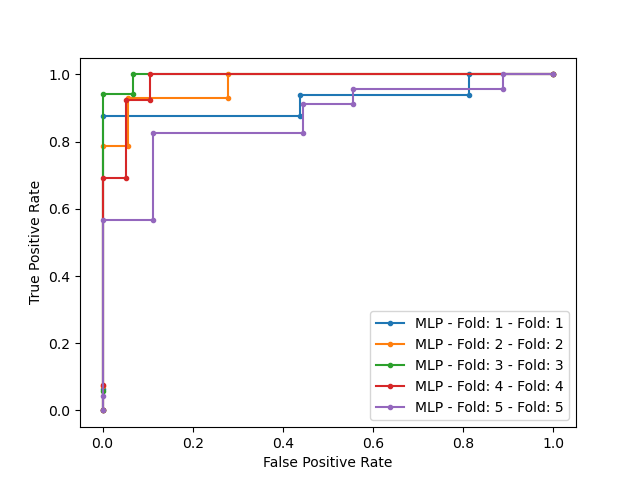 1.0
0.8
0.6
0.4
0.2
0.0
True Positive Rate
MLP - Fold: 1 - Fold: 1
MLP - Fold: 2 - Fold: 2
MLP - Fold: 3 - Fold: 3
MLP - Fold: 4 - Fold: 4
MLP - Fold: 5 - Fold: 5
0.0 0.2 0.4 0.6 0.8 1.0
False Positive Rate